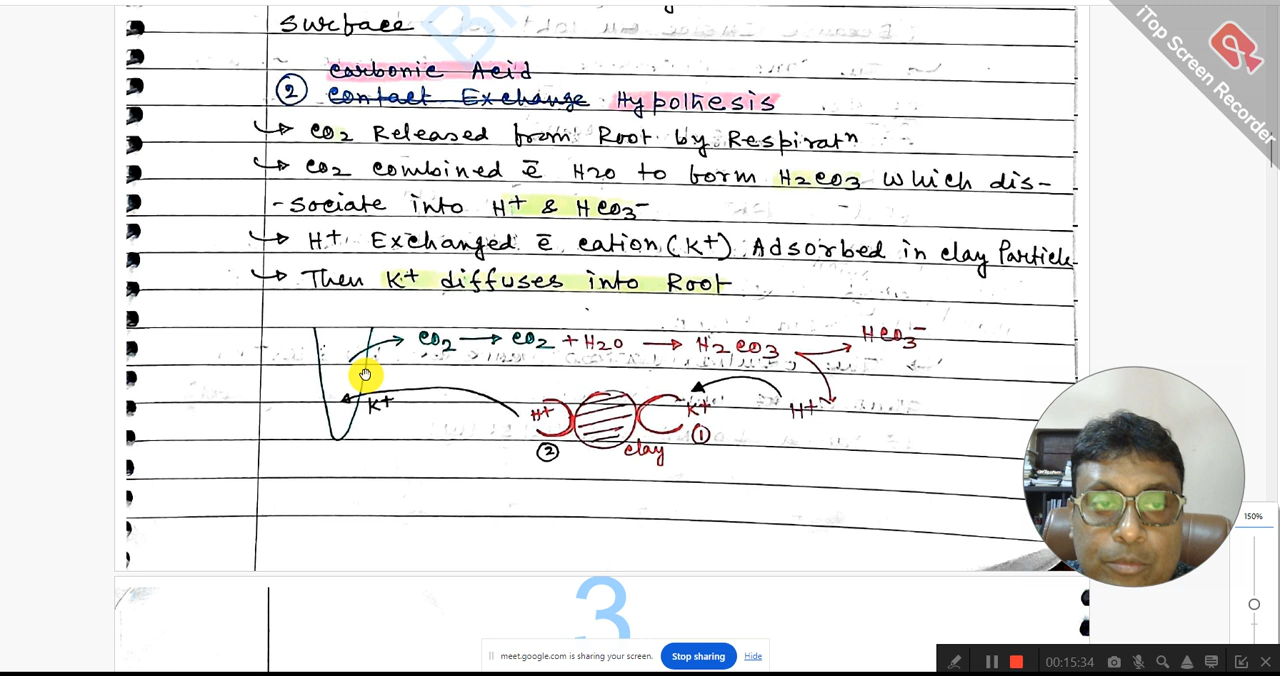 surface
carbonic Acid
② Contact Exchange Hypothesis
↳ CO2 Released from Root by Respiratⁿ
↳ CO2 combined c̄ H2O to form H2CO3 which dis-
-sociate into H+ & HCO3-
↳ H+ Exchanged c̄ cation (K+) Adsorbed in clay Particle
↳ Then K+ diffuses into Root
CO2 → CO2 + H2O → H2CO3 → HCO3-
K+ H+ K+ H+
② clay ①
3
iTop Screen Recorder
150%
meet.google.com is sharing your screen. Stop sharing Hide
00:15:34